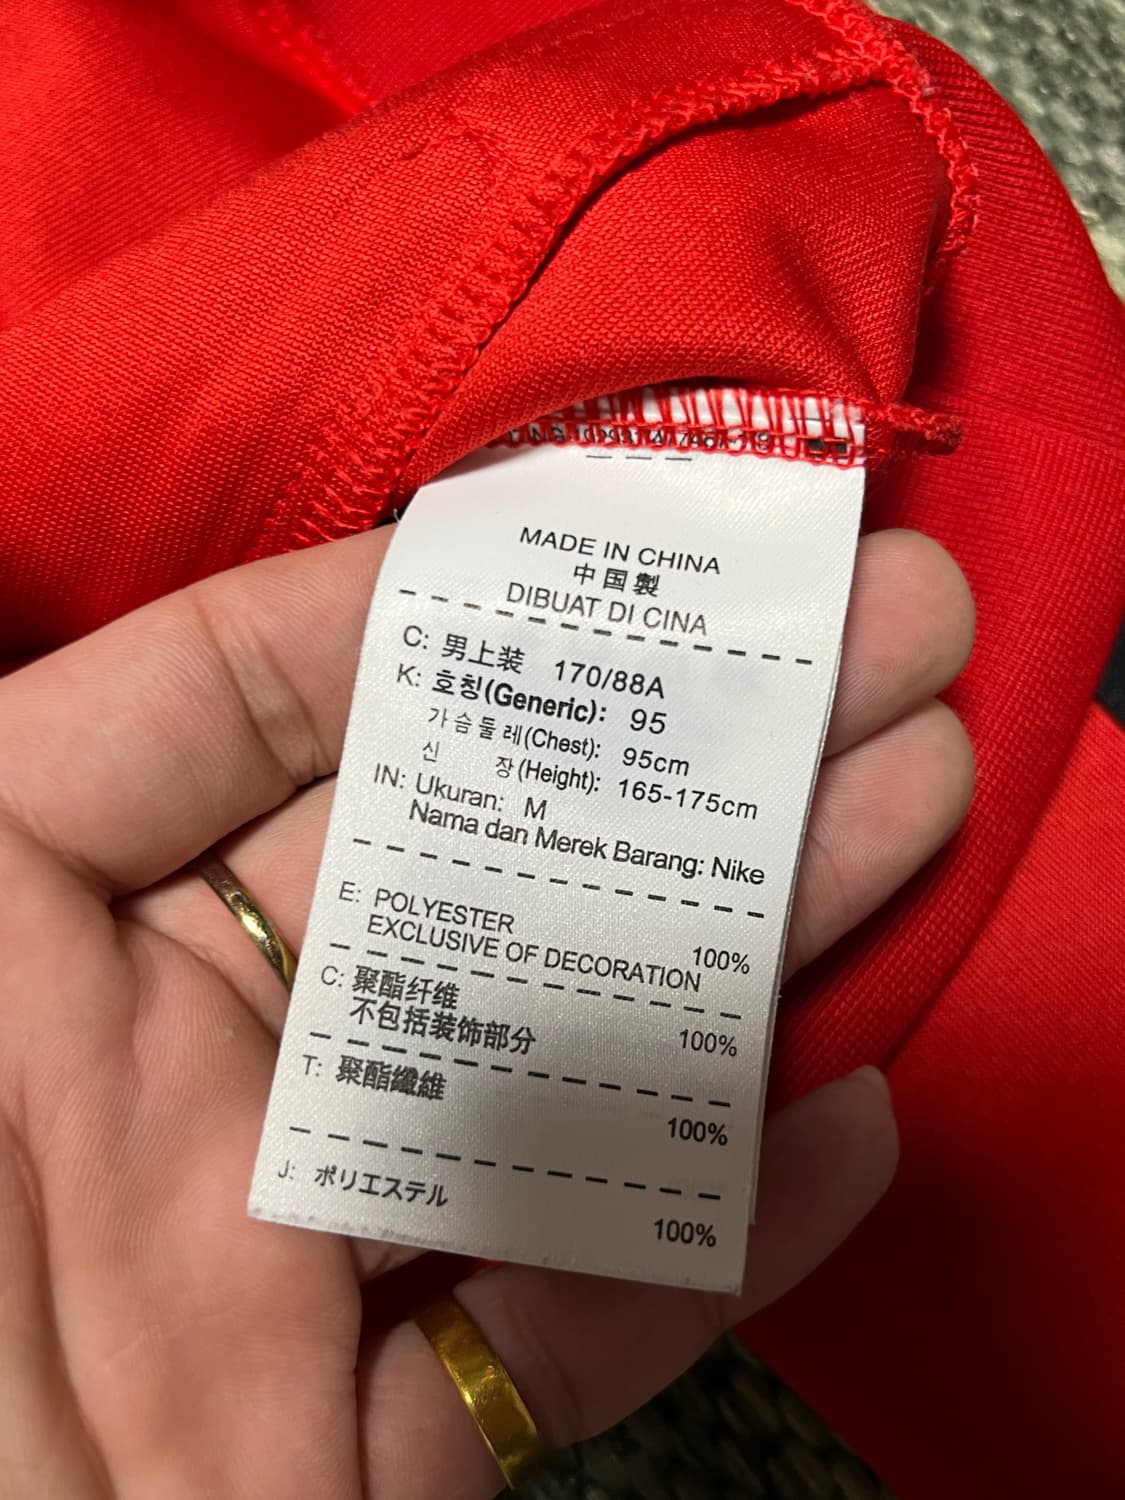 MADE IN CHINA
中国製
DIBUAT DI CINA
C: 男上装 170/88A
K: 호칭(Generic): 95
가슴둘레(Chest): 95cm
신 장(Height): 165-175cm
IN: Ukuran: M
Nama dan Merek Barang: Nike
E: POLYESTER 100%
EXCLUSIVE OF DECORATION
C: 聚酯纤维 100%
不包括装饰部分
T: 聚酯纖維 100%
J: ポリエステル 100%